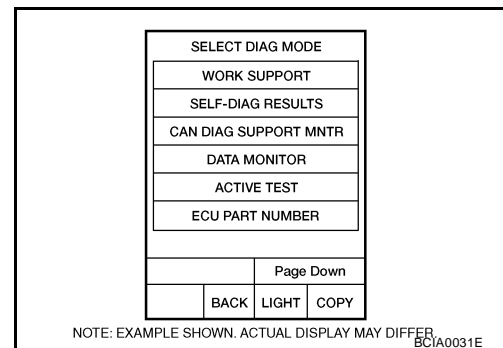 SELECT DIAG MODE
WORK SUPPORT
SELF-DIAG RESULTS
CAN DIAG SUPPORT MNTR
DATA MONITOR
ACTIVE TEST
ECU PART NUMBER
Page Down
BACK LIGHT COPY
NOTE: EXAMPLE SHOWN. ACTUAL DISPLAY MAY DIFFER.
BCIA0031E